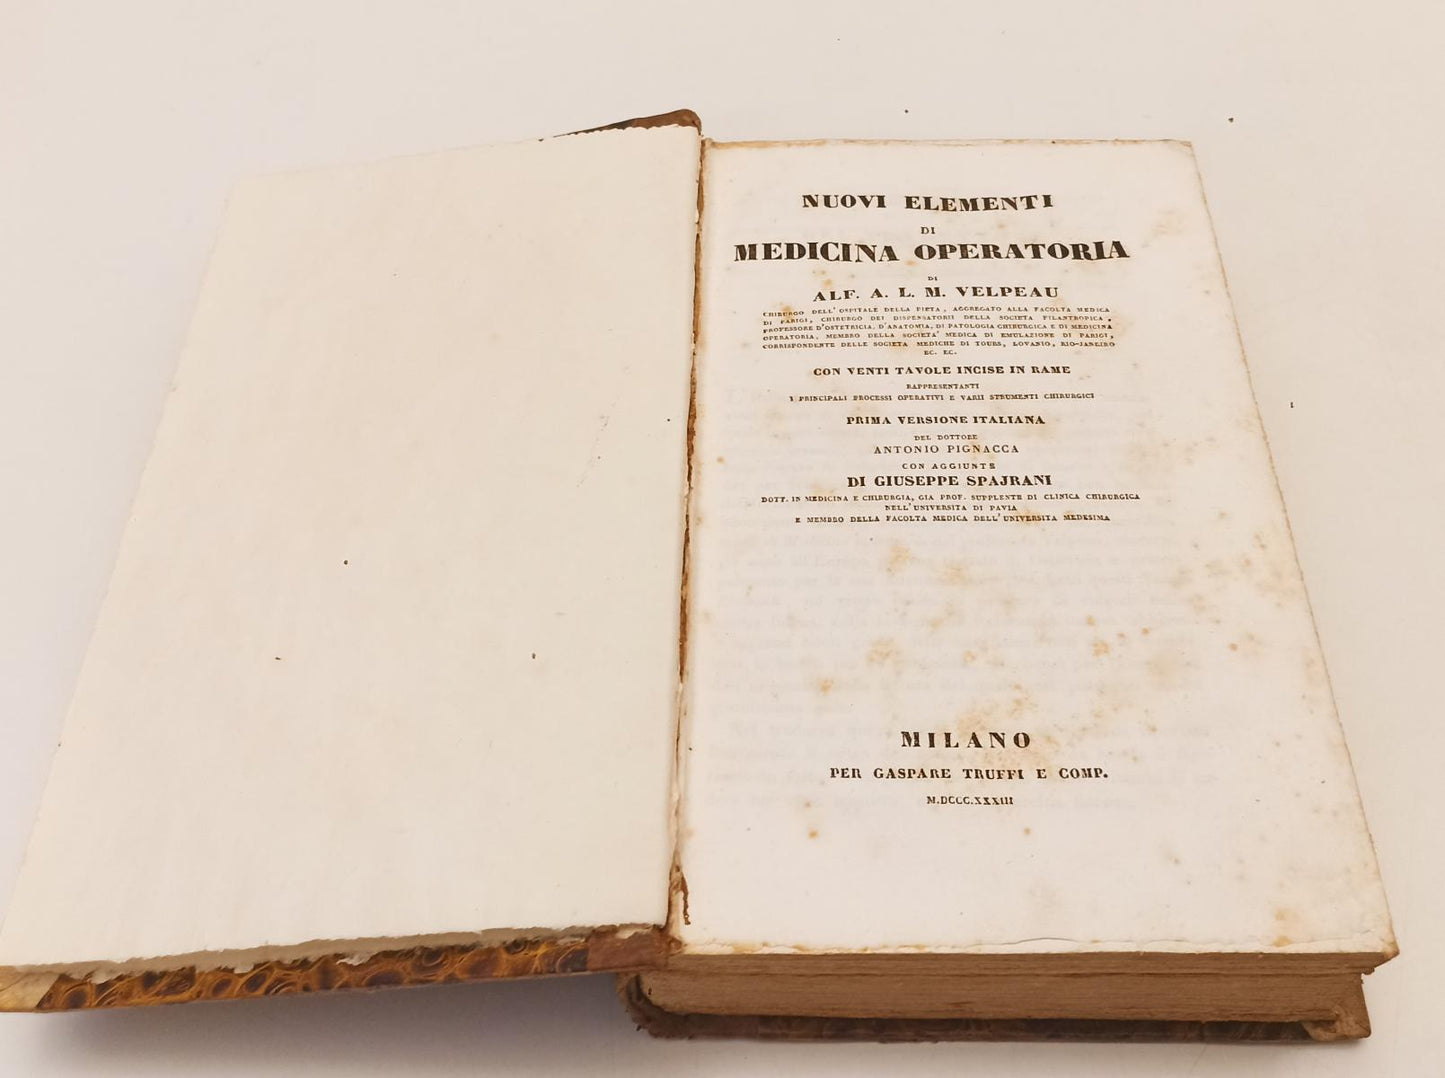 NUOVI ELEMENTI
DI
MEDICINA OPERATORIA
DI
ALF. A. L. M. VELPEAU
CHIRURGO DELL' OSPITALE DELLA PIETA, AGGREGATO ALLA FACOLTA MEDICA
DI PARIGI, CHIRURGO DEI DISPENSATORII DELLA SOCIETA FILANTROPICA,
PROFESSORE D'OSTETRICIA, D'ANATOMIA, DI PATOLOGIA CHIRURGICA E DI MEDICINA
OPERATORIA, MEMBRO DELLA SOCIETA' MEDICA DI EMULAZIONE DI PARIGI,
CORRISPONDENTE DELLE SOCIETA MEDICHE DI TOURS, LOVANIO, RIO-JANEIRO
EC. EC.
CON VENTI TAVOLE INCISE IN RAME
RAPPRESENTANTI
I PRINCIPALI PROCESSI OPERATIVI E VARII STRUMENTI CHIRURGICI
PRIMA VERSIONE ITALIANA
DEL DOTTORE
ANTONIO PIGNACCA
CON AGGIUNTE
DI GIUSEPPE SPAJRANI
DOTT. IN MEDICINA E CHIRURGIA, GIA PROF. SUPPLENTE DI CLINICA CHIRURGICA
NELL' UNIVERSITA DI PAVIA
E MEMBRO DELLA FACOLTA MEDICA DELL' UNIVERSITA MEDESIMA
MILANO
PER GASPARE TRUFFI E COMP.
M.DCCC.XXXIII